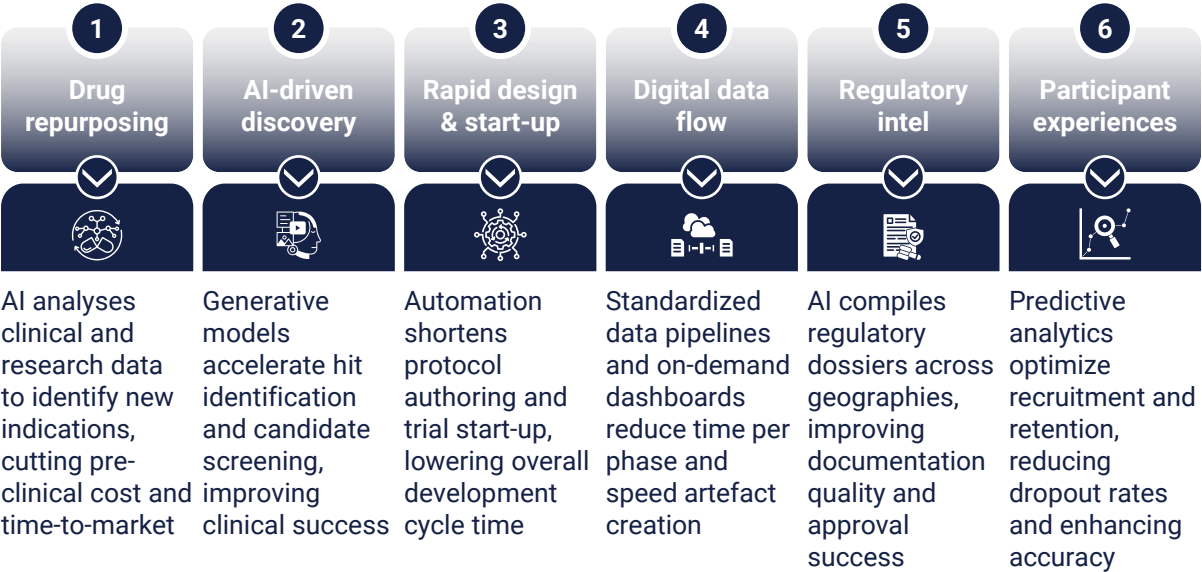 1
Drug
repurposing
AI analyses
clinical and
research data
to identify new
indications,
cutting pre-
clinical cost and
time-to-market
2
AI-driven
discovery
Generative
models
accelerate hit
identification
and candidate
screening,
improving
clinical success
3
Rapid design
& start-up
Automation
shortens
protocol
authoring and
trial start-up,
lowering overall
development
cycle time
4
Digital data
flow
Standardized
data pipelines
and on-demand
dashboards
reduce time per
phase and
speed artefact
creation
5
Regulatory
intel
AI compiles
regulatory
dossiers across
geographies,
improving
documentation
quality and
approval
success
6
Participant
experiences
Predictive
analytics
optimize
recruitment and
retention,
reducing
dropout rates
and enhancing
accuracy